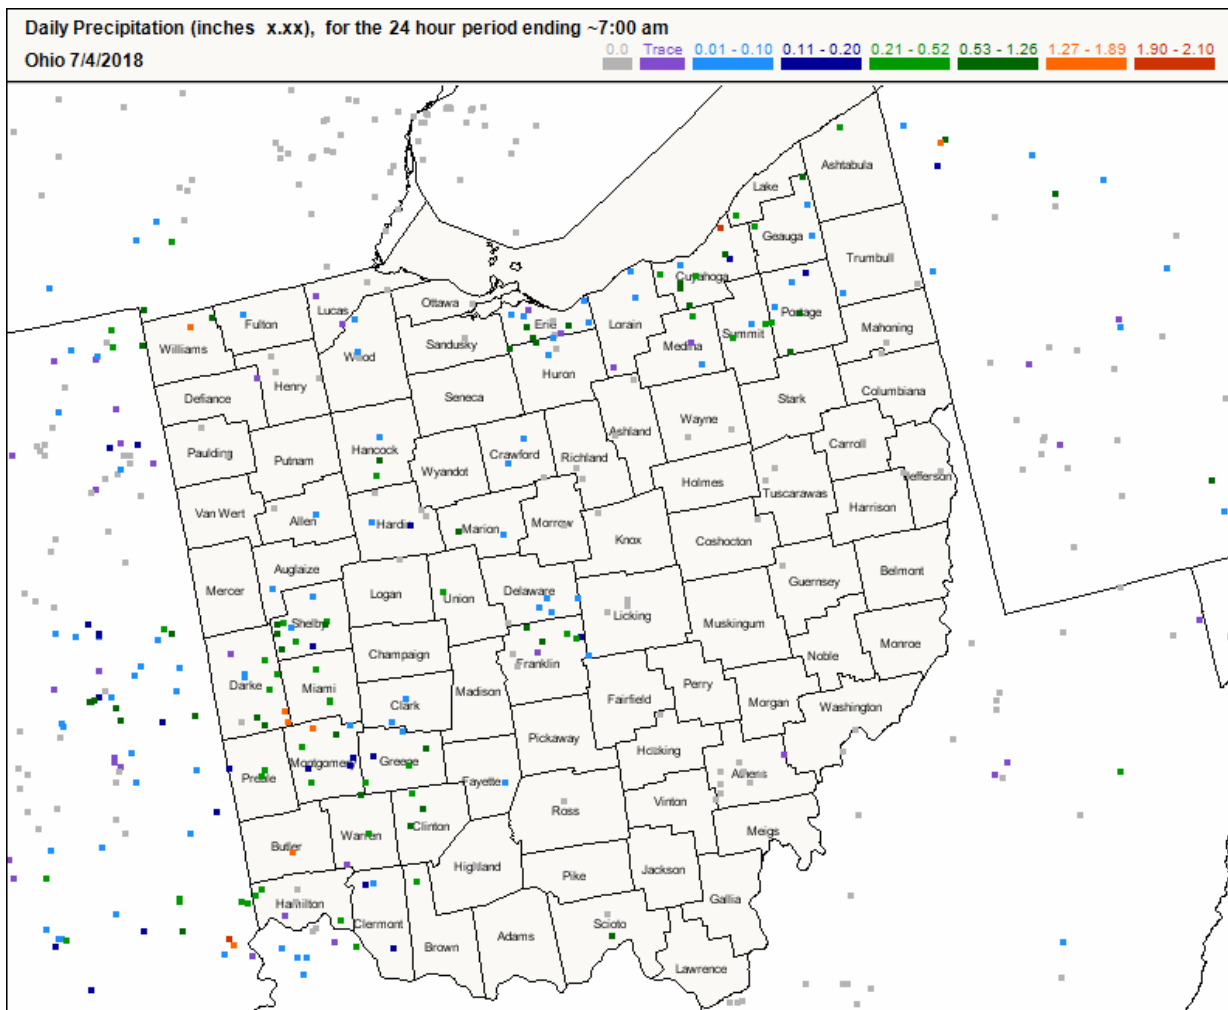 Daily Precipitation (inches x.xx), for the 24 hour period ending ~7:00 am
Ohio 7/4/2018
0.0 Trace 0.01 - 0.10 0.11 - 0.20 0.21 - 0.52 0.53 - 1.26 1.27 - 1.89 1.90 - 2.10
Ashtabula
Lake
Geauga
Trumbull
Cuyahoga
Lucas
Ottawa
Fulton
Erie
Lorain
Portage
Williams
Wood
Sandusky
Medina
Summit
Mahoning
Henry
Huron
Defiance
Seneca
Stark
Columbiana
Wayne
Ashland
Paulding
Putnam
Hancock
Wyandot
Crawford
Richland
Carroll
Jefferson
Holmes
Tuscarawas
Harrison
Van Wert
Allen
Hardin
Marion
Morrow
Knox
Coshocton
Mercer
Auglaize
Logan
Union
Delaware
Guernsey
Belmont
Shelby
Licking
Muskingum
Champaign
Franklin
Noble
Monroe
Darke
Miami
Clark
Madison
Fairfield
Perry
Morgan
Washington
Preble
Montgomery
Greene
Pickaway
Hocking
Athens
Fayette
Ross
Vinton
Butler
Warren
Clinton
Meigs
Highland
Pike
Jackson
Gallia
Hamilton
Clermont
Brown
Adams
Scioto
Lawrence